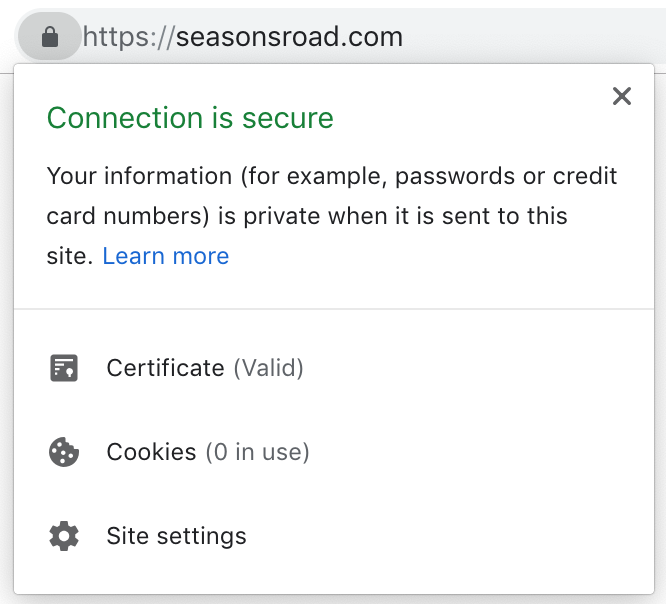 https://seasonsroad.com
Connection is secure
Your information (for example, passwords or credit
card numbers) is private when it is sent to this
site. Learn more
Certificate (Valid)
Cookies (0 in use)
Site settings